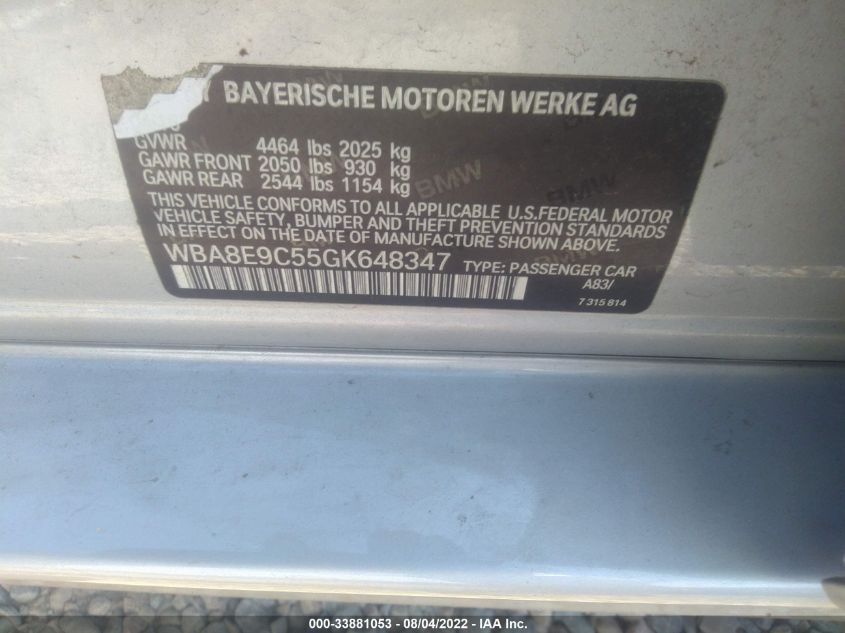 BAYERISCHE MOTOREN WERKE AG
GVWR 4464 lbs 2025 kg
GAWR FRONT 2050 lbs 930 kg
GAWR REAR 2544 lbs 1154 kg
THIS VEHICLE CONFORMS TO ALL APPLICABLE U.S.FEDERAL MOTOR
VEHICLE SAFETY, BUMPER AND THEFT PREVENTION STANDARDS
IN EFFECT ON THE DATE OF MANUFACTURE SHOWN ABOVE.
WBA8E9C55GK648347 TYPE: PASSENGER CAR
A83/
7 315 814
000-33881053 - 08/04/2022 - IAA Inc.